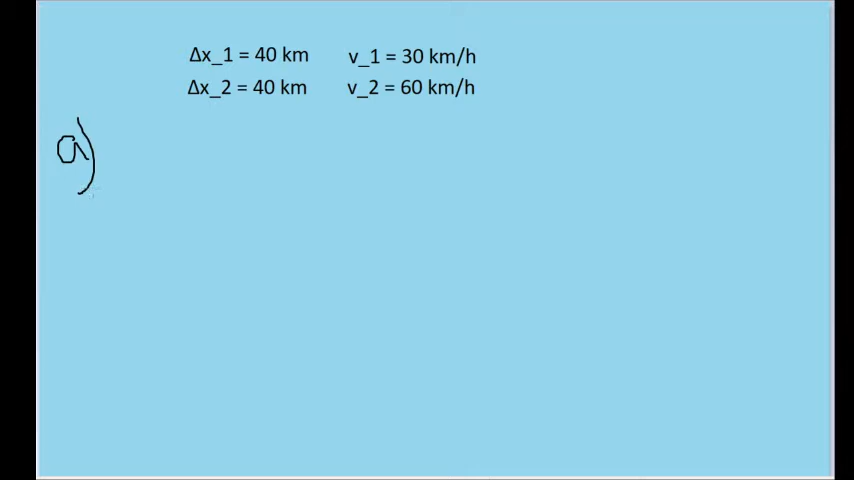 Δx_1 = 40 km v_1 = 30 km/h
Δx_2 = 40 km v_2 = 60 km/h
a)